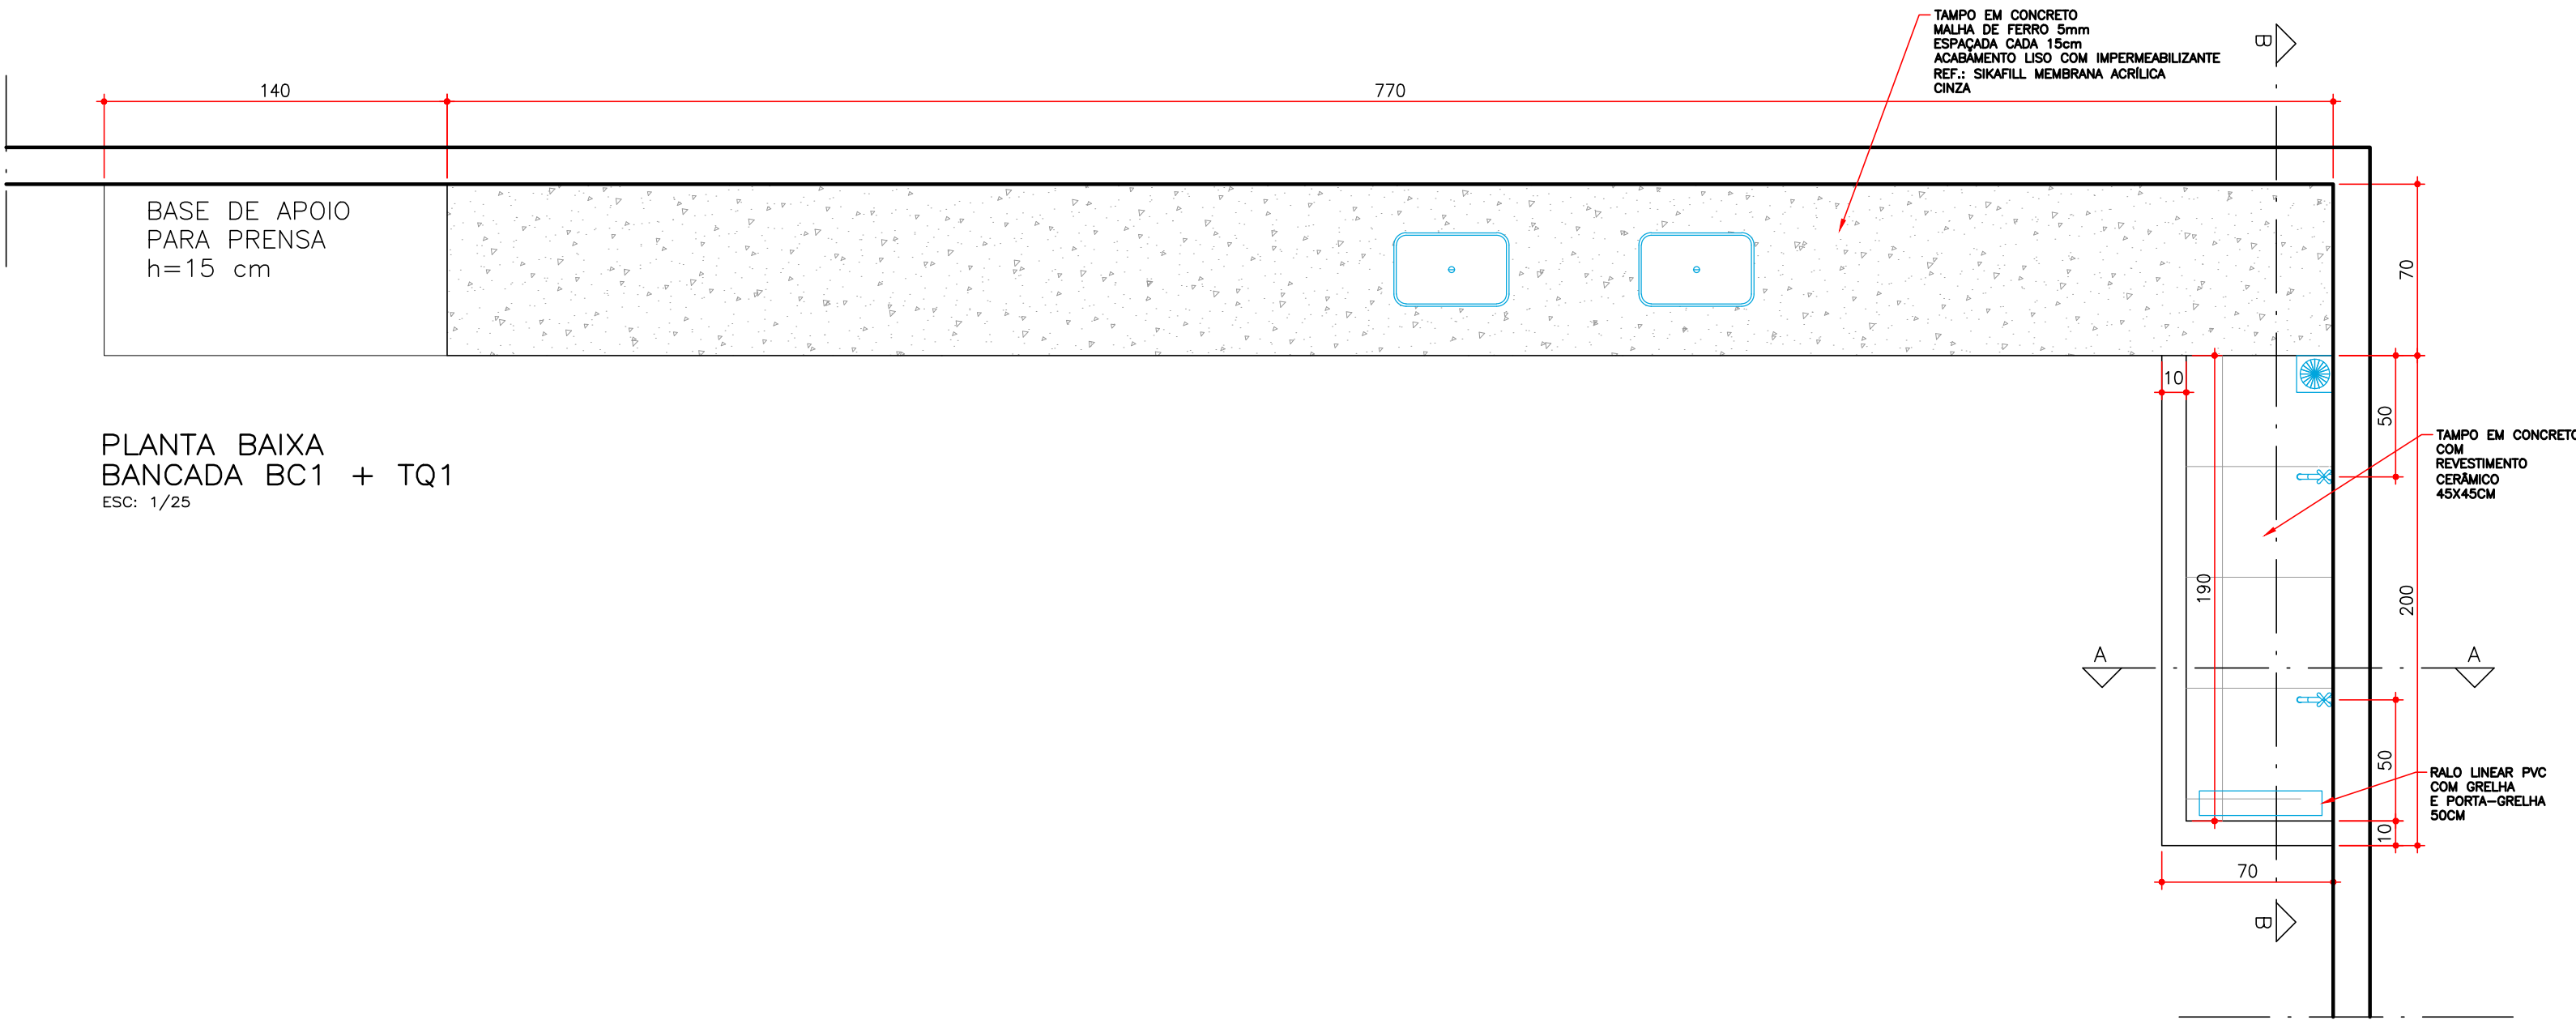 TAMPO EM CONCRETO
MALHA DE FERRO 5mm
ESPAÇADA CADA 15cm
ACABAMENTO LISO COM IMPERMEABILIZANTE
REF.: SIKAFILL MEMBRANA ACRÍLICA
CINZA
B
140
770
BASE DE APOIO
PARA PRENSA
h=15 cm
70
10
50
PLANTA BAIXA
BANCADA BC1 + TQ1
ESC: 1/25
TAMPO EM CONCRETO
COM
REVESTIMENTO
CERÂMICO
45X45CM
190
200
A
A
50
RALO LINEAR PVC
COM GRELHA
E PORTA-GRELHA
50CM
10
70
B